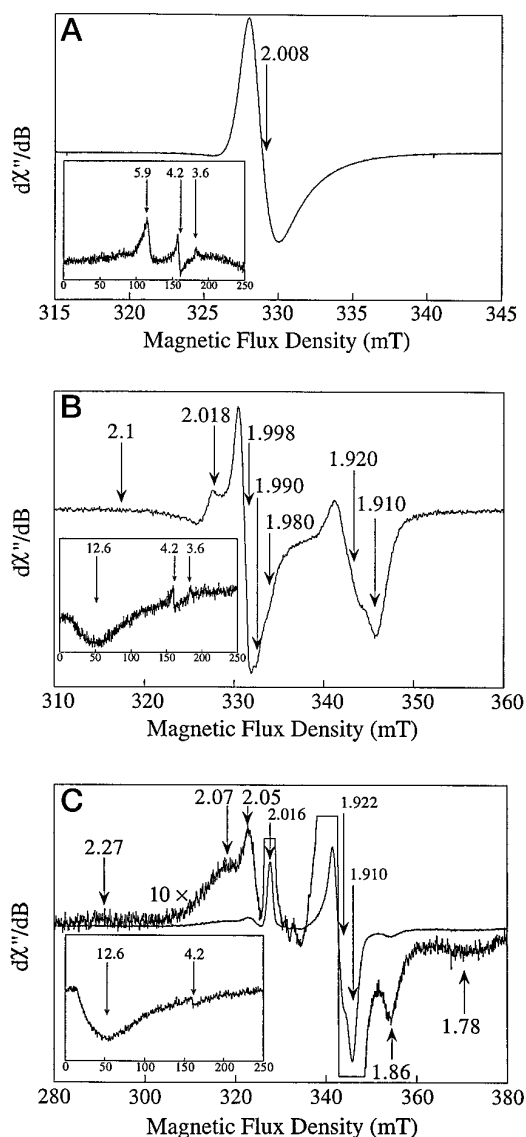 A
2.008
dχ"/dB
5.9 4.2 3.6
0 50 100 150 200 250
315 320 325 330 335 340 345
Magnetic Flux Density (mT)
B
2.1
2.018
1.998
1.990
1.980
1.920
1.910
dχ"/dB
12.6 4.2 3.6
0 50 100 150 200 250
310 320 330 340 350 360
Magnetic Flux Density (mT)
C
2.27
2.07
2.05
2.016
1.922
1.910
10 ×
dχ"/dB
12.6 4.2
0 50 100 150 200 250
1.86
1.78
280 300 320 340 360 380
Magnetic Flux Density (mT)